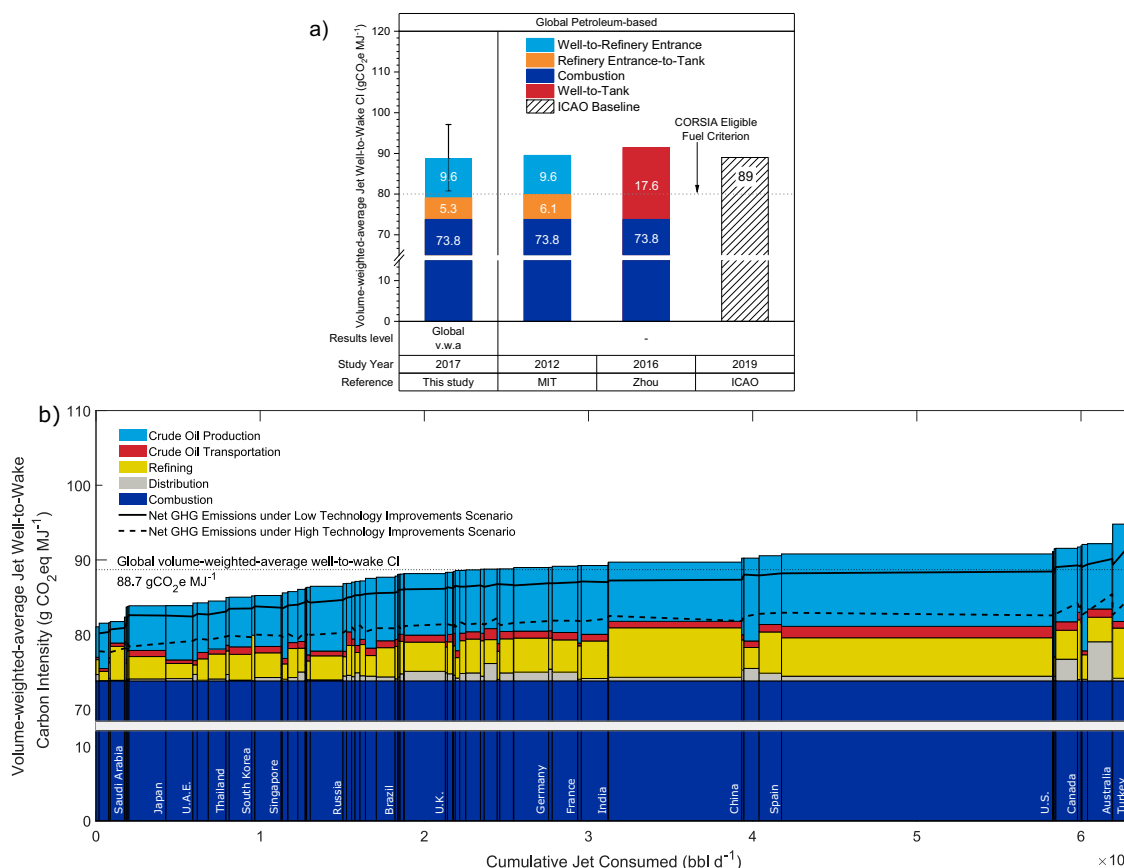 a)
Global Petroleum-based
Volume-weighted-average Jet Well-to-Wake CI (gCO₂e MJ⁻¹)
120
110
100
90
80
70
10
0
Well-to-Refinery Entrance
Refinery Entrance-to-Tank
Combustion
Well-to-Tank
ICAO Baseline
CORSIA Eligible
Fuel Criterion
9.6 9.6 17.6 89
5.3 6.1
73.8 73.8 73.8
Results level Global v.w.a -
Study Year 2017 2012 2016 2019
Reference This study MIT Zhou ICAO
b)
Volume-weighted-average Jet Well-to-Wake
Carbon Intensity (g CO₂eq MJ⁻¹)
110
100
90
80
70
10
0
Crude Oil Production
Crude Oil Transportation
Refining
Distribution
Combustion
Net GHG Emissions under Low Technology Improvements Scenario
Net GHG Emissions under High Technology Improvements Scenario
Global volume-weighted-average well-to-wake CI
88.7 gCO₂e MJ⁻¹
Saudi Arabia
Japan
U.A.E.
Thailand
South Korea
Singapore
Russia
Brazil
U.K.
Germany
France
India
China
Spain
U.S.
Canada
Australia
Turkey
0 1 2 3 4 5 6
×10
Cumulative Jet Consumed (bbl d⁻¹)